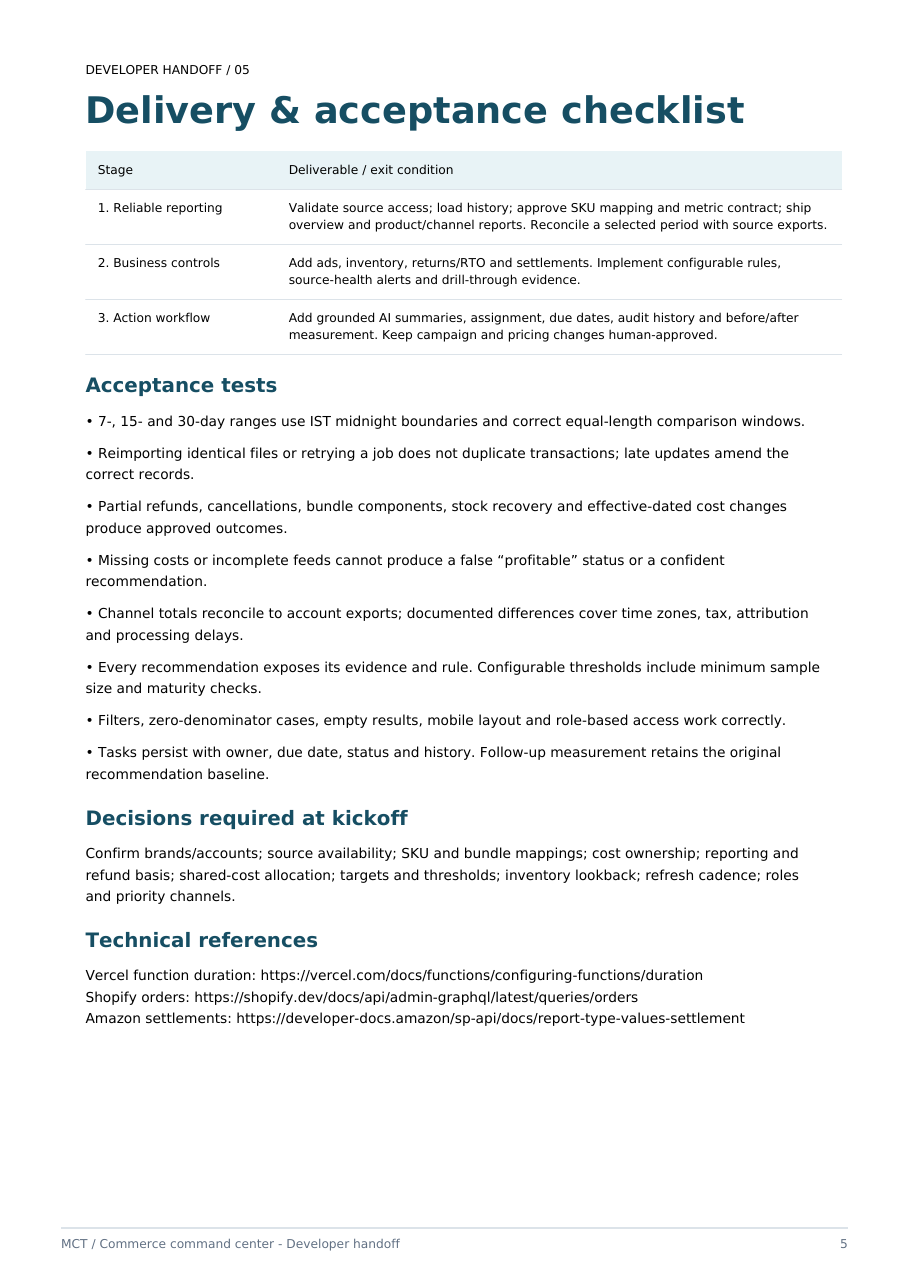 DEVELOPER HANDOFF / 05
Delivery & acceptance checklist
Stage
Deliverable / exit condition
1. Reliable reporting
Validate source access; load history; approve SKU mapping and metric contract; ship
overview and product/channel reports. Reconcile a selected period with source exports.
2. Business controls
Add ads, inventory, returns/RTO and settlements. Implement configurable rules,
source-health alerts and drill-through evidence.
3. Action workflow
Add grounded AI summaries, assignment, due dates, audit history and before/after
measurement. Keep campaign and pricing changes human-approved.
Acceptance tests
• 7-, 15- and 30-day ranges use IST midnight boundaries and correct equal-length comparison windows.
• Reimporting identical files or retrying a job does not duplicate transactions; late updates amend the
correct records.
• Partial refunds, cancellations, bundle components, stock recovery and effective-dated cost changes
produce approved outcomes.
• Missing costs or incomplete feeds cannot produce a false “profitable” status or a confident
recommendation.
• Channel totals reconcile to account exports; documented differences cover time zones, tax, attribution
and processing delays.
• Every recommendation exposes its evidence and rule. Configurable thresholds include minimum sample
size and maturity checks.
• Filters, zero-denominator cases, empty results, mobile layout and role-based access work correctly.
• Tasks persist with owner, due date, status and history. Follow-up measurement retains the original
recommendation baseline.
Decisions required at kickoff
Confirm brands/accounts; source availability; SKU and bundle mappings; cost ownership; reporting and
refund basis; shared-cost allocation; targets and thresholds; inventory lookback; refresh cadence; roles
and priority channels.
Technical references
Vercel function duration: https://vercel.com/docs/functions/configuring-functions/duration
Shopify orders: https://shopify.dev/docs/api/admin-graphql/latest/queries/orders
Amazon settlements: https://developer-docs.amazon/sp-api/docs/report-type-values-settlement
MCT / Commerce command center - Developer handoff
5